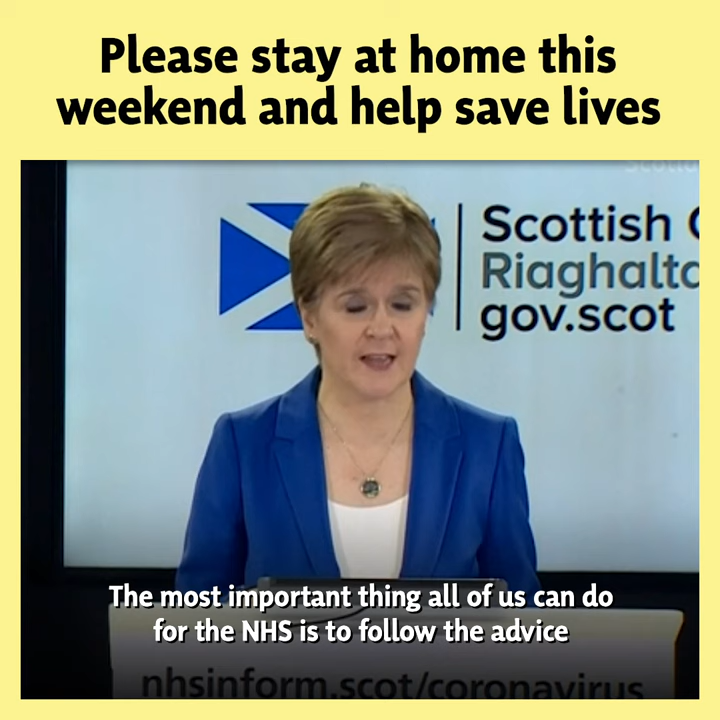 Please stay at home this
weekend and help save lives
Scottish
gov.scot
The most important thing all of us can do
for the NHS is to follow the advice
nhsinform.scot/coronavirus